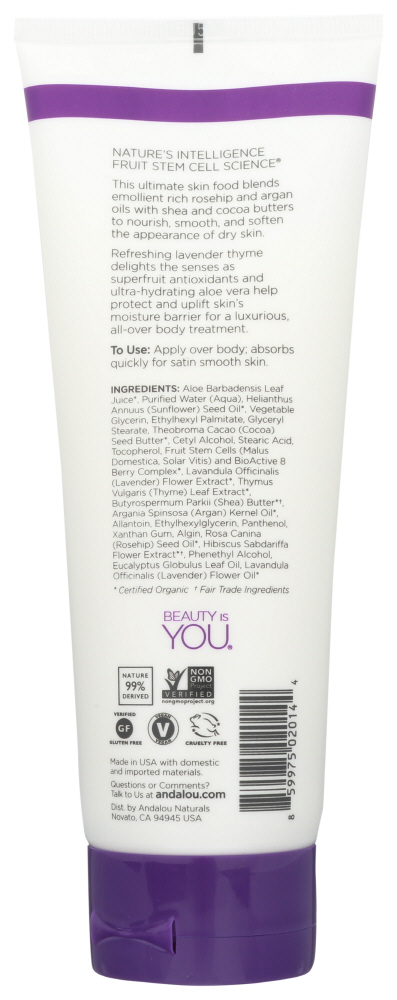 NATURE'S INTELLIGENCE
FRUIT STEM CELL SCIENCE®
This ultimate skin food blends
emollient rich rosehip and argan
oils with shea and cocoa butters
to nourish, smooth, and soften
the appearance of dry skin.
Refreshing lavender thyme
delights the senses as
superfruit antioxidants and
ultra-hydrating aloe vera help
protect and uplift skin's
moisture barrier for a luxurious,
all-over body treatment.
To Use: Apply over body; absorbs
quickly for satin smooth skin.
INGREDIENTS: Aloe Barbadensis Leaf
Juice*, Purified Water (Aqua), Helianthus
Annuus (Sunflower) Seed Oil*, Vegetable
Glycerin, Ethylhexyl Palmitate, Glyceryl
Stearate, Theobroma Cacao (Cocoa)
Seed Butter*, Cetyl Alcohol, Stearic Acid,
Tocopherol, Fruit Stem Cells (Malus
Domestica, Solar Vitis) and BioActive 8
Berry Complex*, Lavandula Officinalis
(Lavender) Flower Extract*, Thymus
Vulgaris (Thyme) Leaf Extract*,
Butyrospermum Parkii (Shea) Butter*†,
Argania Spinosa (Argan) Kernel Oil*,
Allantoin, Ethylhexylglycerin, Panthenol,
Xanthan Gum, Algin, Rosa Canina
(Rosehip) Seed Oil*, Hibiscus Sabdariffa
Flower Extract*†, Phenethyl Alcohol,
Eucalyptus Globulus Leaf Oil, Lavandula
Officinalis (Lavender) Flower Oil*
* Certified Organic † Fair Trade Ingredients
BEAUTY is
YOU®
NATURE
99%
DERIVED
NON
GMO
Project
VERIFIED
nongmoproject.org
VERIFIED
GF
GLUTEN FREE
VEGAN
V
VEGAN
CRUELTY FREE
Made in USA with domestic
and imported materials.
Questions or Comments?
Talk to Us at andalou.com
Dist. by Andalou Naturals
Novato, CA 94945 USA
8 59975 02014 4